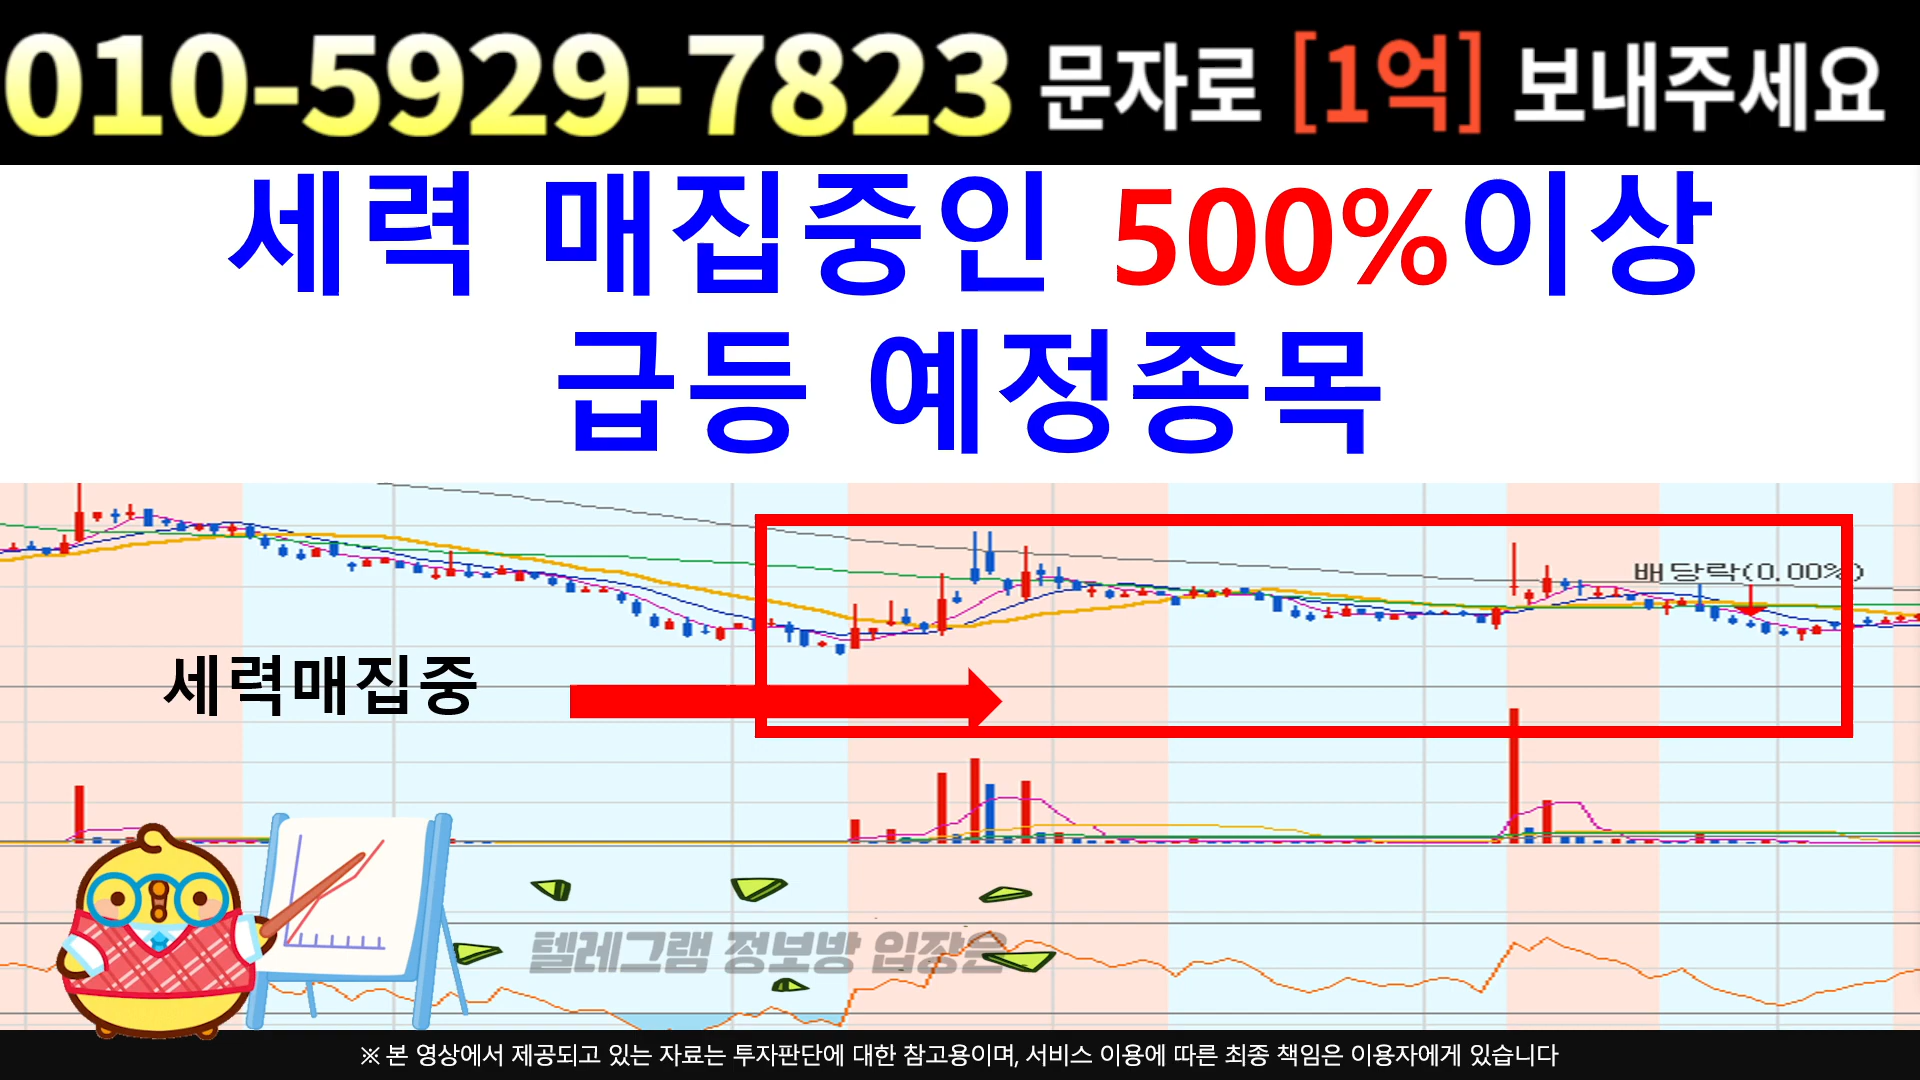 010-5929-7823 문자로 [1억] 보내주세요
세력 매집중인 500%이상
급등 예정종목
배당락(0.00%)
세력매집중
텔레그램 정보방 입장은
※ 본 영상에서 제공되고 있는 자료는 투자판단에 대한 참고용이며, 서비스 이용에 따른 최종 책임은 이용자에게 있습니다